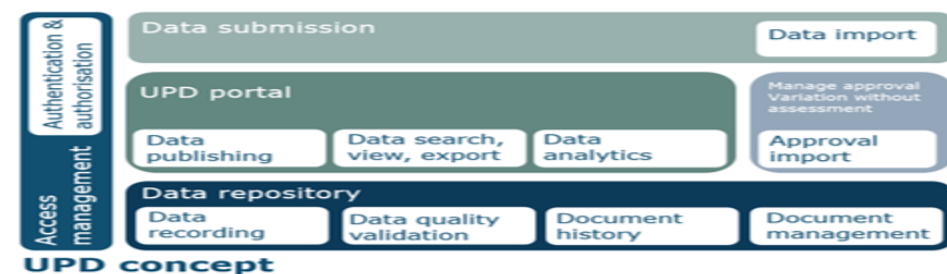 Authentication &
authorisation
Access
management
Data submission
Data import
UPD portal
Data
publishing
Data search,
view, export
Data
analytics
Manage approval
Variation without
assessment
Approval
import
Data repository
Data
recording
Data quality
validation
Document
history
Document
management
UPD concept